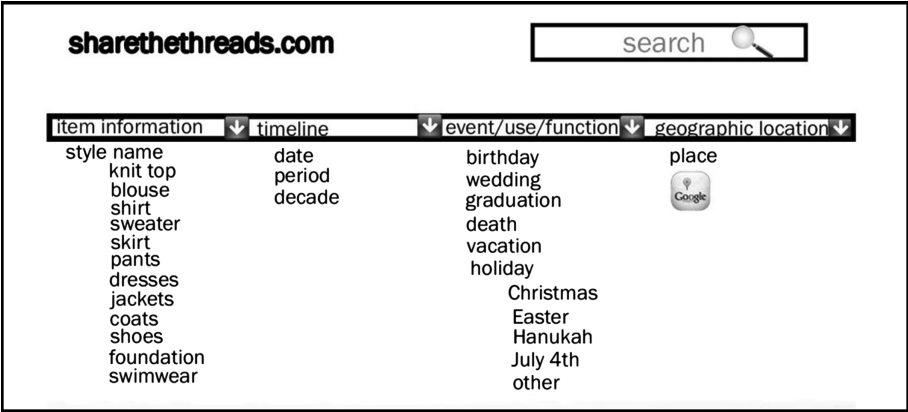 sharethethreads.com
search
item information
timeline
event/use/function
geographic location
style name
knit top
blouse
shirt
sweater
skirt
pants
dresses
jackets
coats
shoes
foundation
swimwear
date
period
decade
birthday
wedding
graduation
death
vacation
holiday
Christmas
Easter
Hanukah
July 4th
other
place
Google